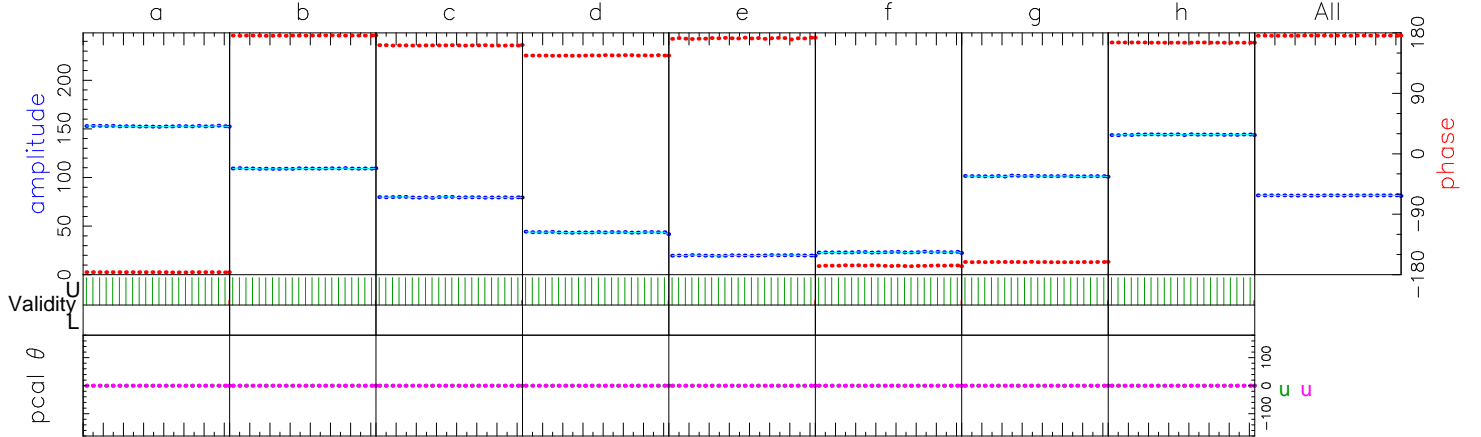 a b c d e f g h All
amplitude
0 50 100 150 200
180 90 0 −90 −180
phase
U
Validity
L
pcal θ
100 0 −100
u u